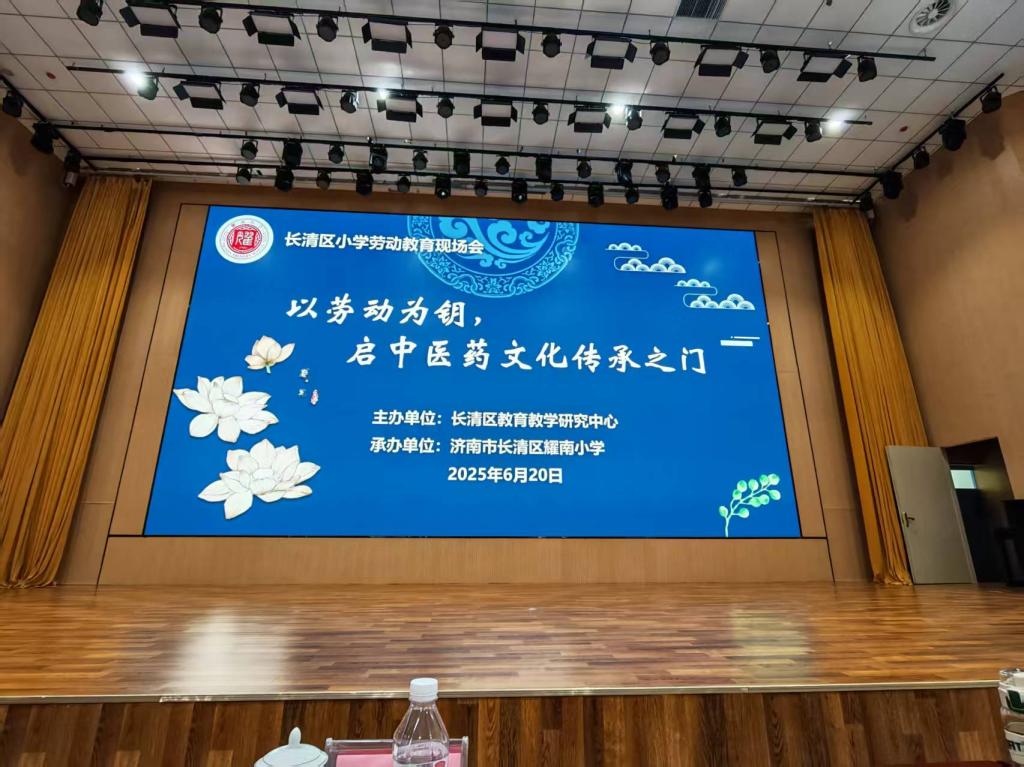 耀
长清区小学劳动教育现场会
以劳动为钥，
启中医药文化传承之门
主办单位：长清区教育教学研究中心
承办单位：济南市长清区耀南小学
2025年6月20日